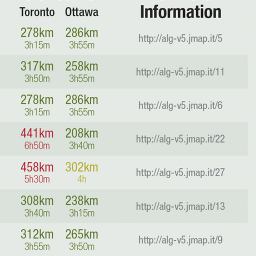 Toronto Ottawa Information
278km 286km http://alg-v5.jmap.it/5
3h15m 3h55m
317km 258km http://alg-v5.jmap.it/11
3h50m 3h55m
278km 286km http://alg-v5.jmap.it/6
3h15m 3h55m
441km 208km http://alg-v5.jmap.it/22
6h50m 3h40m
458km 302km http://alg-v5.jmap.it/27
5h30m 4h
308km 238km http://alg-v5.jmap.it/13
3h40m 3h15m
312km 265km http://alg-v5.jmap.it/9
3h55m 3h50m